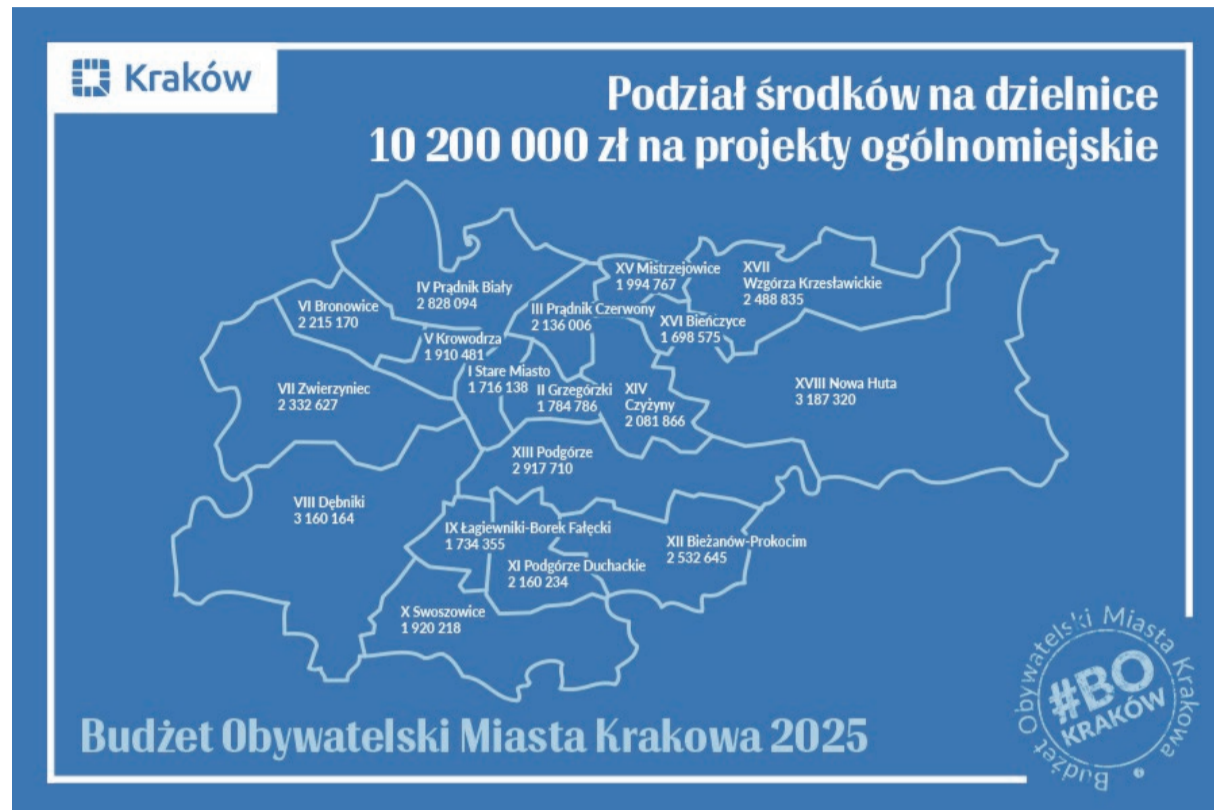 Kraków
Podział środków na dzielnice
10 200 000 zł na projekty ogólnomiejskie
XV Mistrzejowice
1 994 767
XVII
Wzgórza Krzesławickie
2 488 835
IV Prądnik Biały
2 828 094
VI Bronowice
2 215 170
III Prądnik Czerwony
2 136 006
XVI Bieńczyce
1 698 575
V Krowodrza
1 910 481
I Stare Miasto
1 716 138
VII Zwierzyniec
2 332 627
II Grzegórzki
1 784 786
XIV
Czyżyny
2 081 866
XVIII Nowa Huta
3 187 320
XIII Podgórze
2 917 710
VIII Dębniki
3 160 164
IX Łagiewniki-Borek Fałęcki
1 734 355
XII Bieżanów-Prokocim
2 532 645
XI Podgórze Duchackie
2 160 234
X Swoszowice
1 920 218
Budżet Obywatelski Miasta Krakowa 2025
Budżet Obywatelski Miasta Krakowa
#BO
KRAKÓW